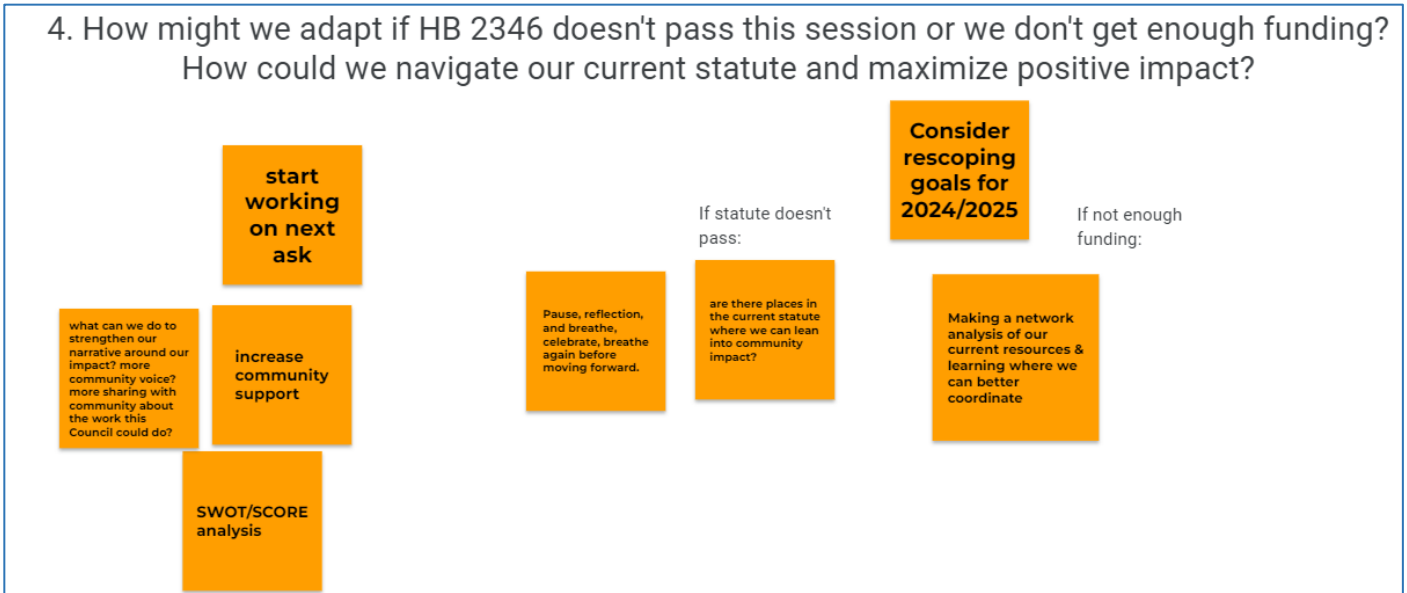 4. How might we adapt if HB 2346 doesn't pass this session or we don't get enough funding?
How could we navigate our current statute and maximize positive impact?
start
working
on next
ask
what can we do to
strengthen our
narrative around our
impact? more
community voice?
more sharing with
community about
the work this
Council could do?
increase
community
support
SWOT/SCORE
analysis
Pause, reflection,
and breathe,
celebrate, breathe
again before
moving forward.
If statute doesn't
pass:
are there places in
the current statute
where we can lean
into community
impact?
Consider
rescoping
goals for
2024/2025
If not enough
funding:
Making a network
analysis of our
current resources &
learning where we
can better
coordinate